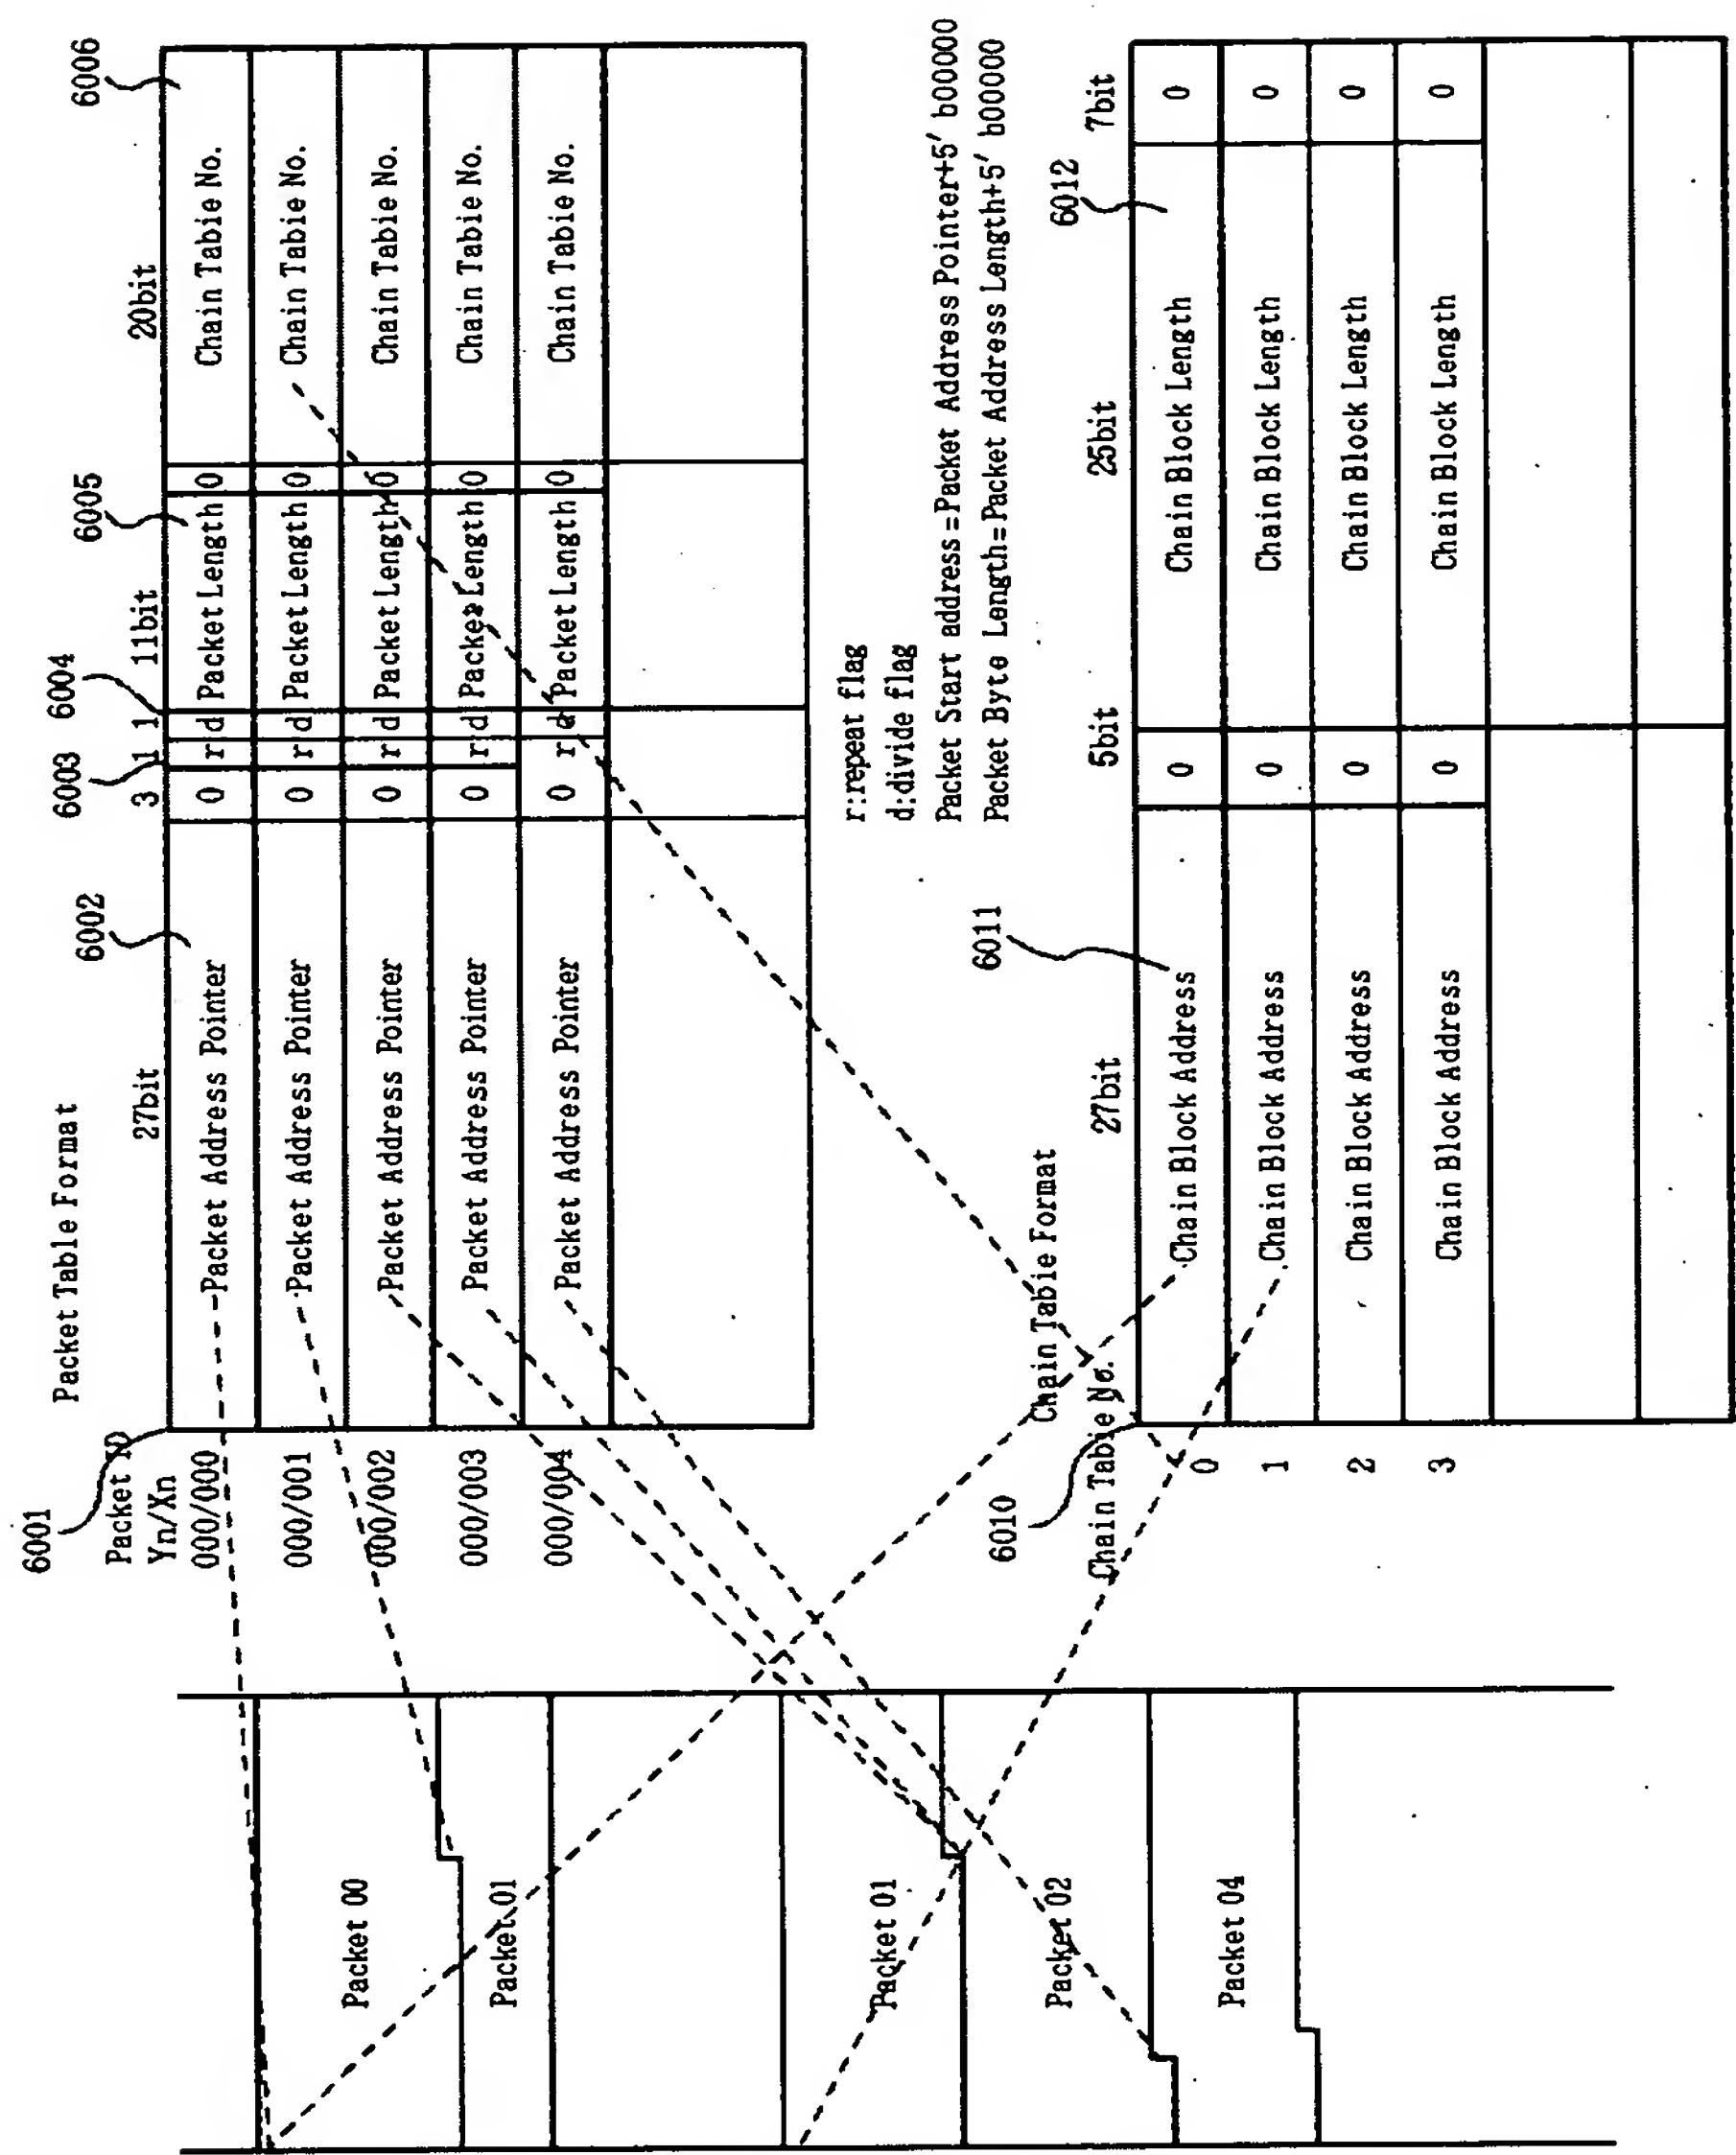 6001
Packet ID
Yn/Xn
Packet Table Format
27bit
6002
3
6003
1
6004
1
11bit
6005
20bit
6006
000/000
Packet Address Pointer
0
r
d
Packet Length
0
Chain Tabie No.
000/001
Packet Address Pointer
0
r
d
Packet Length
0
Chain Tabie No.
000/002
Packet Address Pointer
0
r
d
Packet Length
0
Chain Tabie No.
000/003
Packet Address Pointer
0
r
d
Packet Length
0
Chain Tabie No.
000/004
Packet Address Pointer
0
r
d
Packet Length
0
Chain Tabie No.
r:repeat flag
d:divide flag
Packet Start address=Packet Address Pointer+5' b00000
Packet Byte Length=Packet Address Length+5' b00000
6010
Chain Tabie No.
Chain Tabie Format
27bit
6011
5bit
25bit
6012
7bit
0
Chain Block Address
0
Chain Block Length
0
1
Chain Block Address
0
Chain Block Length
0
2
Chain Block Address
0
Chain Block Length
0
3
Chain Block Address
0
Chain Block Length
0
Packet 00
Packet 01
Packet 01
Packet 02
Packet 04